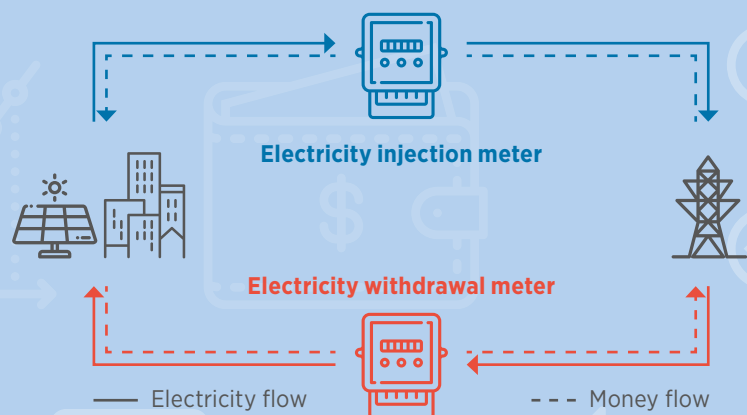 Electricity injection meter
$
Electricity withdrawal meter
Electricity flow
Money flow